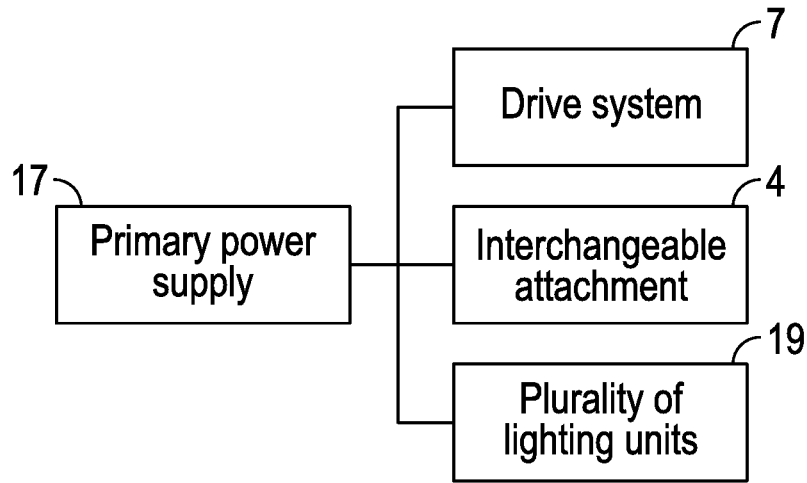 7
Drive system
17
Primary power
supply
4
Interchangeable
attachment
19
Plurality of
lighting units